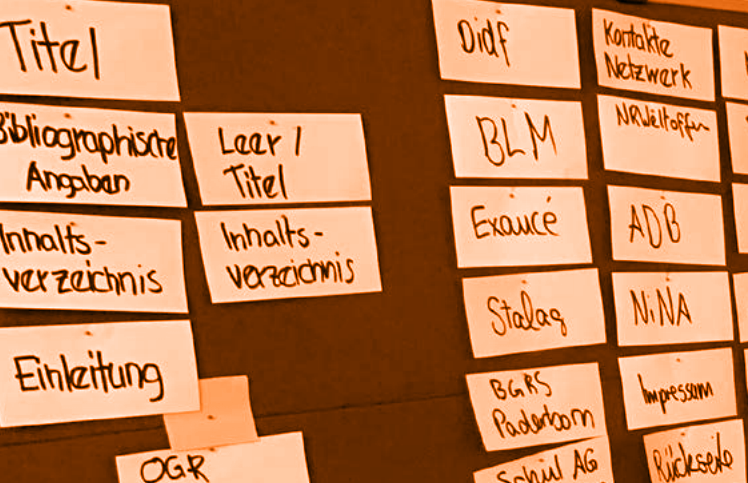 Titel
Bibliographische
Angaben
Inhalts-
verzeichnis
Einleitung
Leer /
Titel
Inhalts-
verzeichnis
OGR
Didf
BLM
Exaucé
Stalag
BGRS
Paderborn
Schul AG
Kontakte
Netzwerk
NRWeltoffen
ADB
NiNA
Impressum
Rückseite